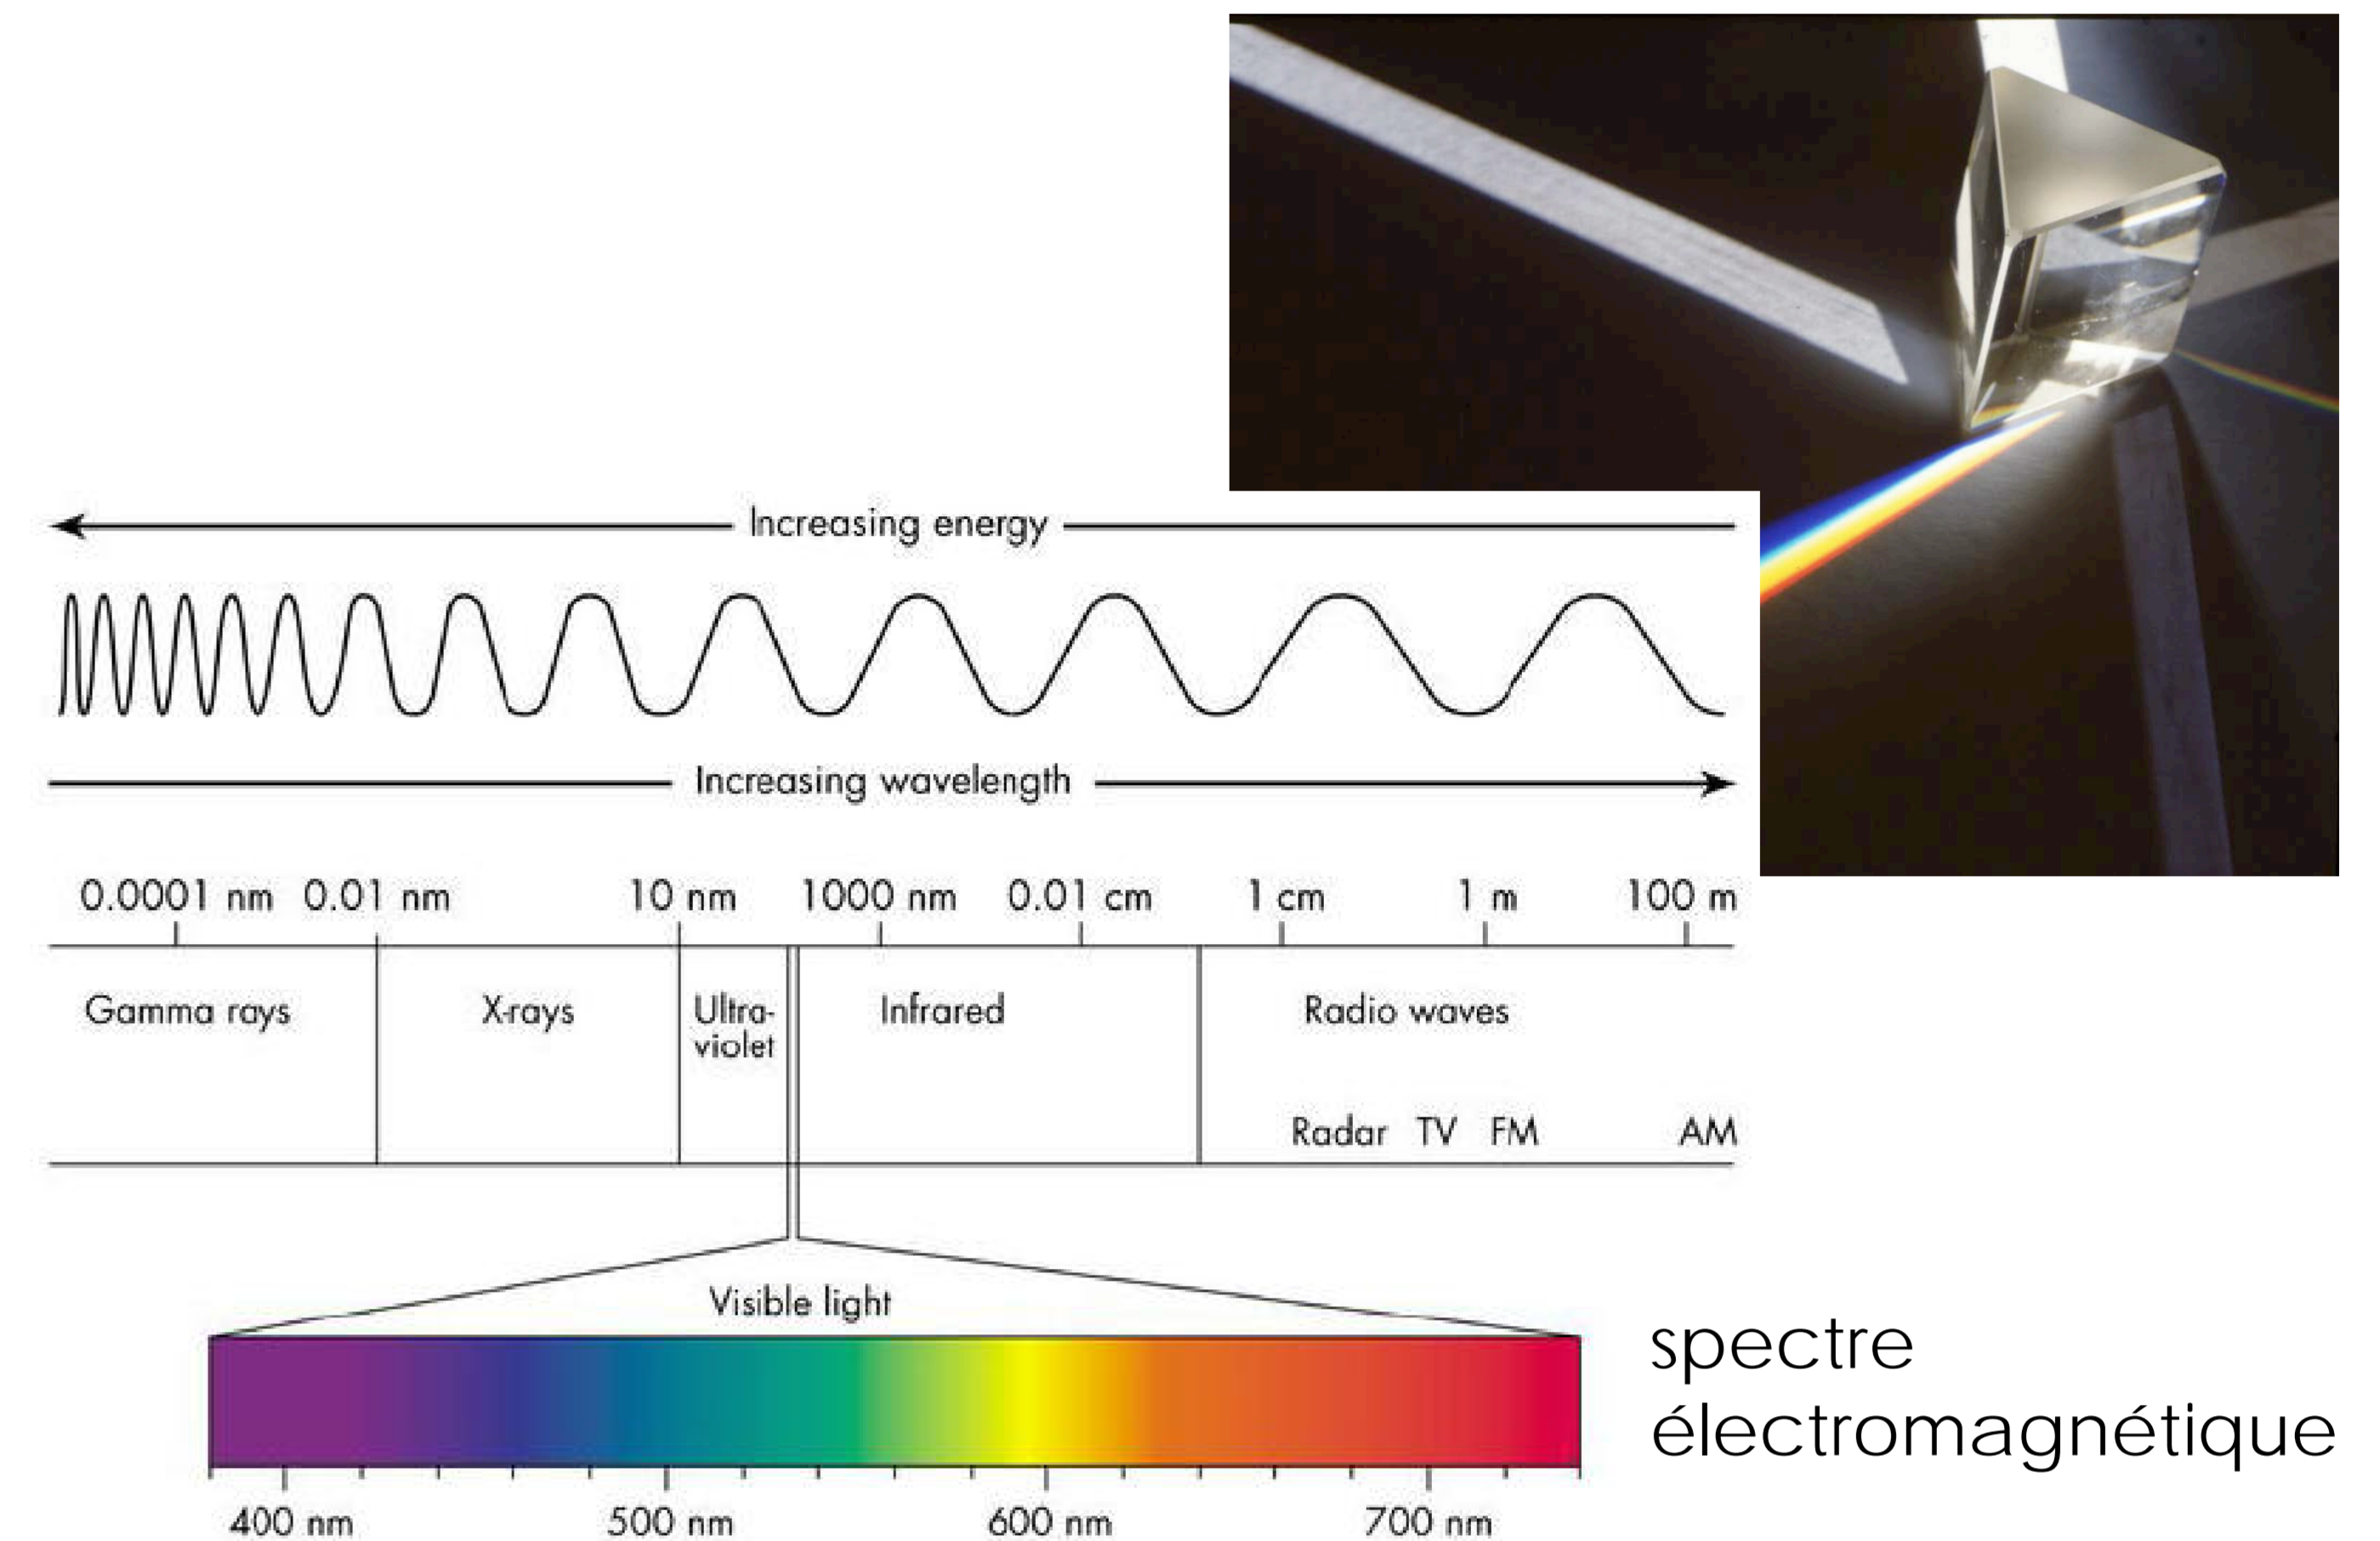 Increasing energy
Increasing wavelength
0.0001 nm 0.01 nm 10 nm 1000 nm 0.01 cm 1 cm 1 m 100 m
Gamma rays X-rays Ultra- Infrared Radio waves
violet
Radar TV FM AM
Visible light
400 nm 500 nm 600 nm 700 nm
spectre
électromagnétique